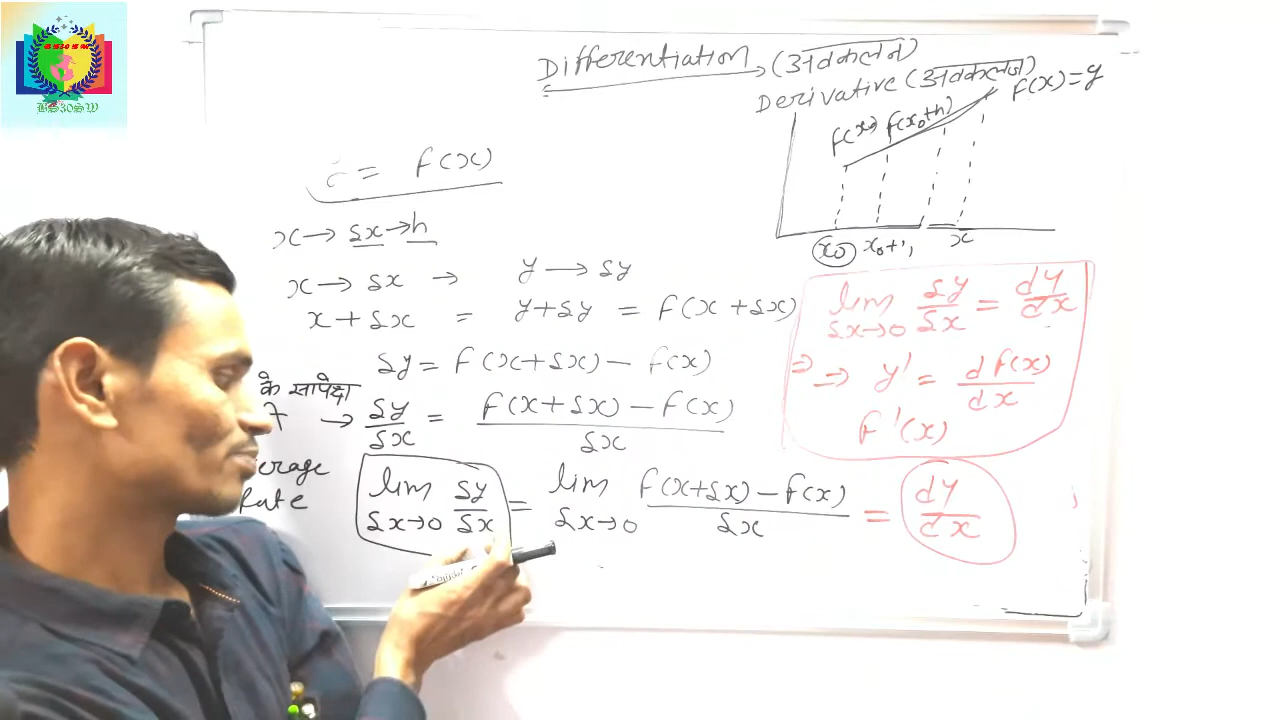 BS30SW
Differentiation → (अवकलन)
Derivative (अवकलज)
f(x) = y
f(x₀) f(x₀+h)
x₀ x₀+h x
= f(x)
x → δx → h
x → δx → y → δy
x + δx = y + δy = f(x + δx)
δy = f(x + δx) − f(x)
के सापेक्ष
→ δy/δx = f(x + δx) − f(x) / δx
Rate
lim δx→0 δy/δx = lim δx→0 f(x+δx) − f(x) / δx = dy/dx
lim δx→0 δy/δx = dy/dx
⇒ ⇒ y' = d f(x)/dx
f'(x)